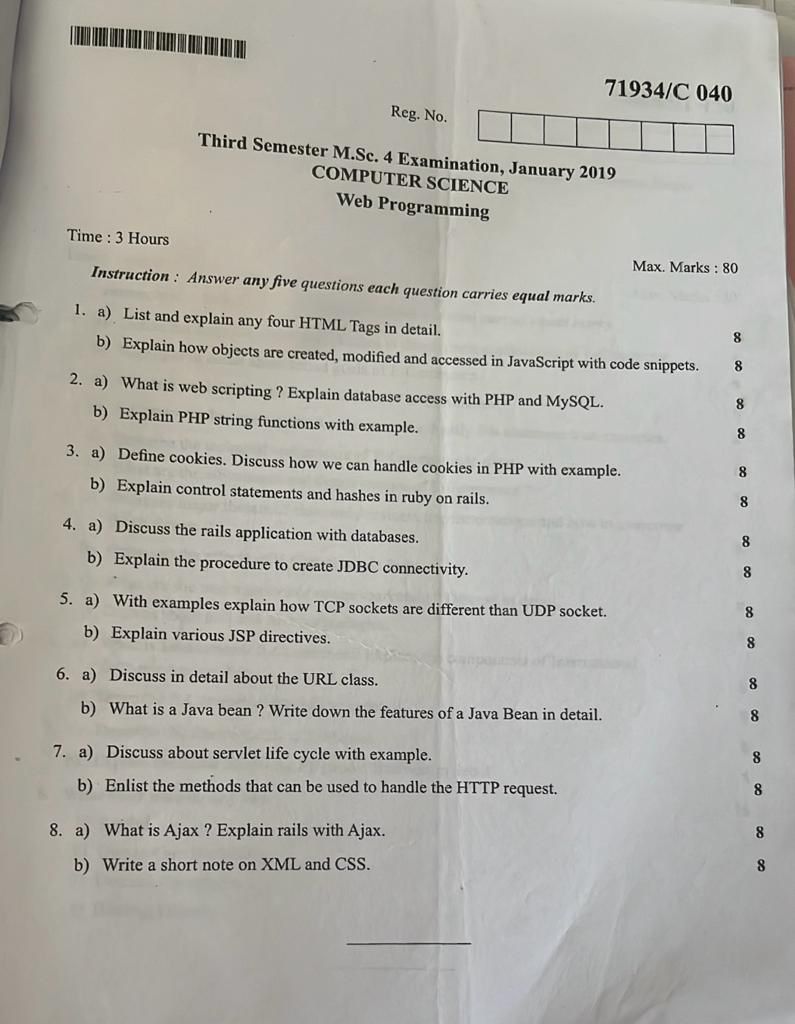 71934/C 040
Reg. No.
Third Semester M.Sc. 4 Examination, January 2019
COMPUTER SCIENCE
Web Programming
Time : 3 Hours
Max. Marks : 80
Instruction : Answer any five questions each question carries equal marks.
1. a) List and explain any four HTML Tags in detail. 8
b) Explain how objects are created, modified and accessed in JavaScript with code snippets. 8
2. a) What is web scripting ? Explain database access with PHP and MySQL. 8
b) Explain PHP string functions with example. 8
3. a) Define cookies. Discuss how we can handle cookies in PHP with example. 8
b) Explain control statements and hashes in ruby on rails. 8
4. a) Discuss the rails application with databases. 8
b) Explain the procedure to create JDBC connectivity. 8
5. a) With examples explain how TCP sockets are different than UDP socket. 8
b) Explain various JSP directives. 8
6. a) Discuss in detail about the URL class. 8
b) What is a Java bean ? Write down the features of a Java Bean in detail. 8
7. a) Discuss about servlet life cycle with example. 8
b) Enlist the methods that can be used to handle the HTTP request. 8
8. a) What is Ajax ? Explain rails with Ajax. 8
b) Write a short note on XML and CSS. 8